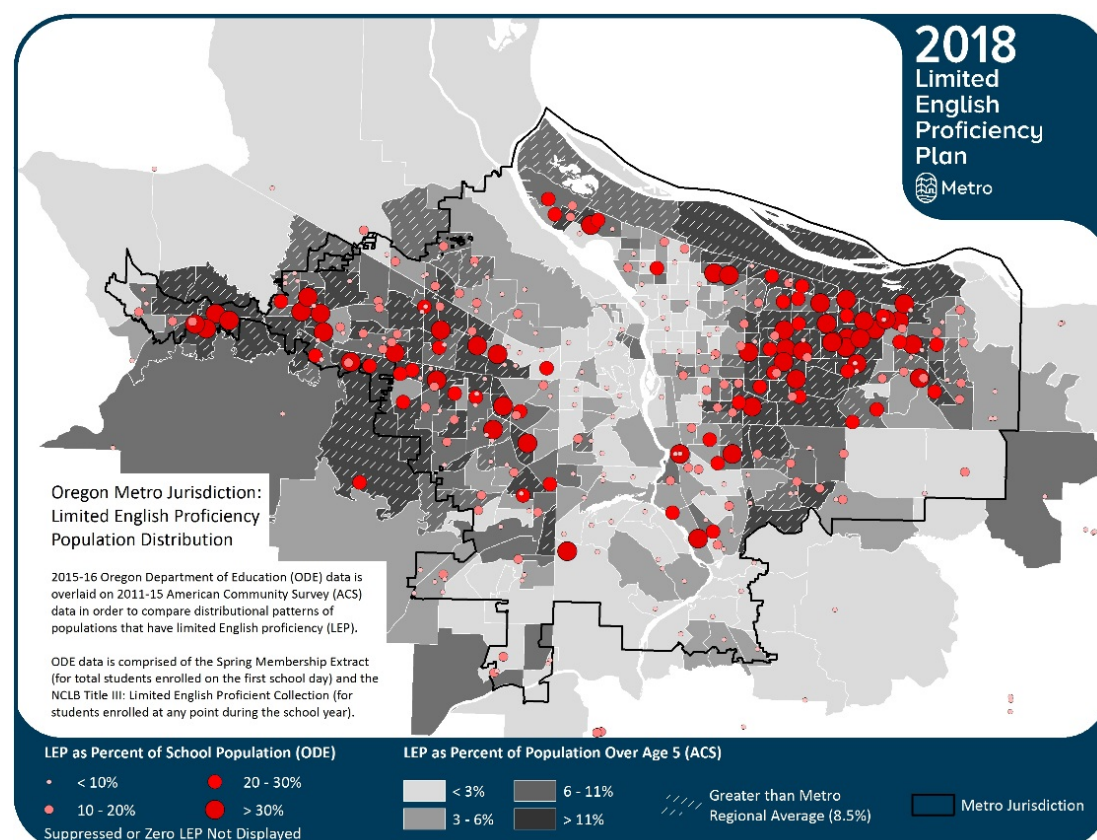 2018
Limited
English
Proficiency
Plan
Metro
Oregon Metro Jurisdiction:
Limited English Proficiency
Population Distribution
2015-16 Oregon Department of Education (ODE) data is
overlaid on 2011-15 American Community Survey (ACS)
data in order to compare distributional patterns of
populations that have limited English proficiency (LEP).
ODE data is comprised of the Spring Membership Extract
(for total students enrolled on the first school day) and the
NCLB Title III: Limited English Proficient Collection (for
students enrolled at any point during the school year).
LEP as Percent of School Population (ODE)
< 10%
20 - 30%
10 - 20%
> 30%
Suppressed or Zero LEP Not Displayed
LEP as Percent of Population Over Age 5 (ACS)
< 3%
6 - 11%
3 - 6%
> 11%
Greater than Metro
Regional Average (8.5%)
Metro Jurisdiction